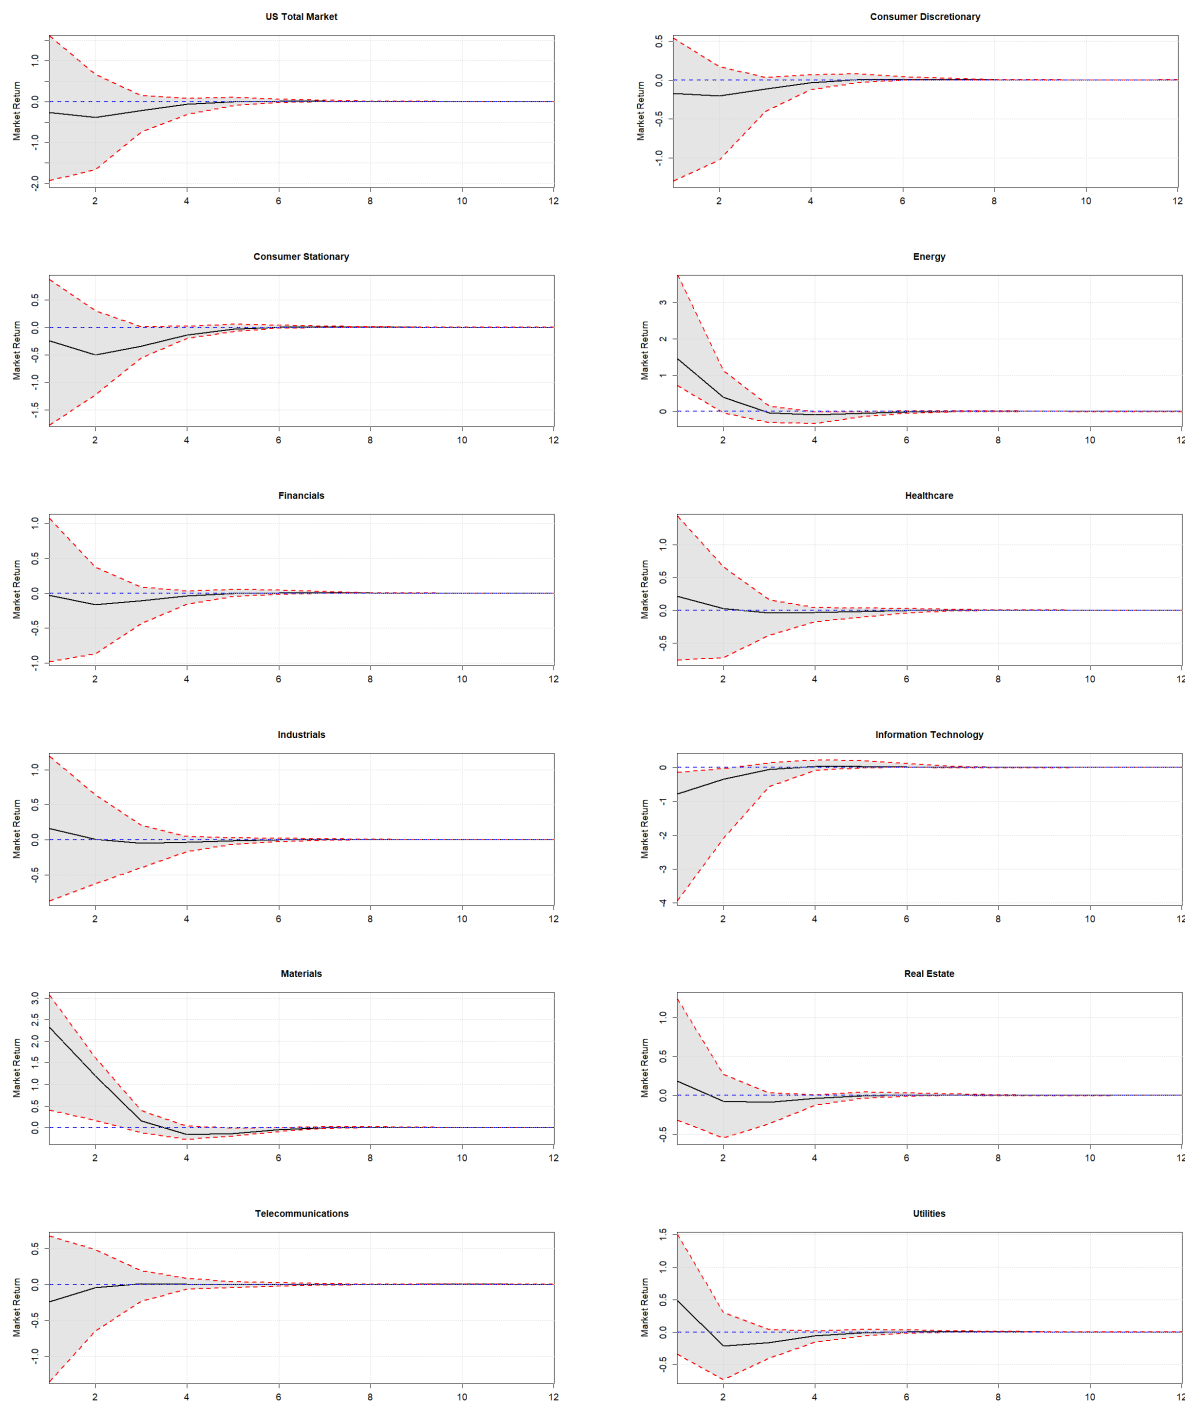 US Total Market
Market Return
1.0
0.0
-1.0
-2.0
2 4 6 8 10 12
Consumer Discretionary
Market Return
0.5
0.0
-0.5
-1.0
2 4 6 8 10 12
Consumer Stationary
Market Return
0.5
0.0
-0.5
-1.0
-1.5
2 4 6 8 10 12
Energy
Market Return
3
2
1
0
2 4 6 8 10 12
Financials
Market Return
1.0
0.5
0.0
-0.5
-1.0
2 4 6 8 10 12
Healthcare
Market Return
1.0
0.5
0.0
-0.5
2 4 6 8 10 12
Industrials
Market Return
1.0
0.5
0.0
-0.5
2 4 6 8 10 12
Information Technology
Market Return
0
-1
-2
-3
-4
2 4 6 8 10 12
Materials
Market Return
3.0
2.5
2.0
1.5
1.0
0.5
0.0
2 4 6 8 10 12
Real Estate
Market Return
1.0
0.5
0.0
-0.5
2 4 6 8 10 12
Telecommunications
Market Return
0.5
0.0
-0.5
-1.0
2 4 6 8 10 12
Utilities
Market Return
1.5
1.0
0.5
0.0
-0.5
2 4 6 8 10 12